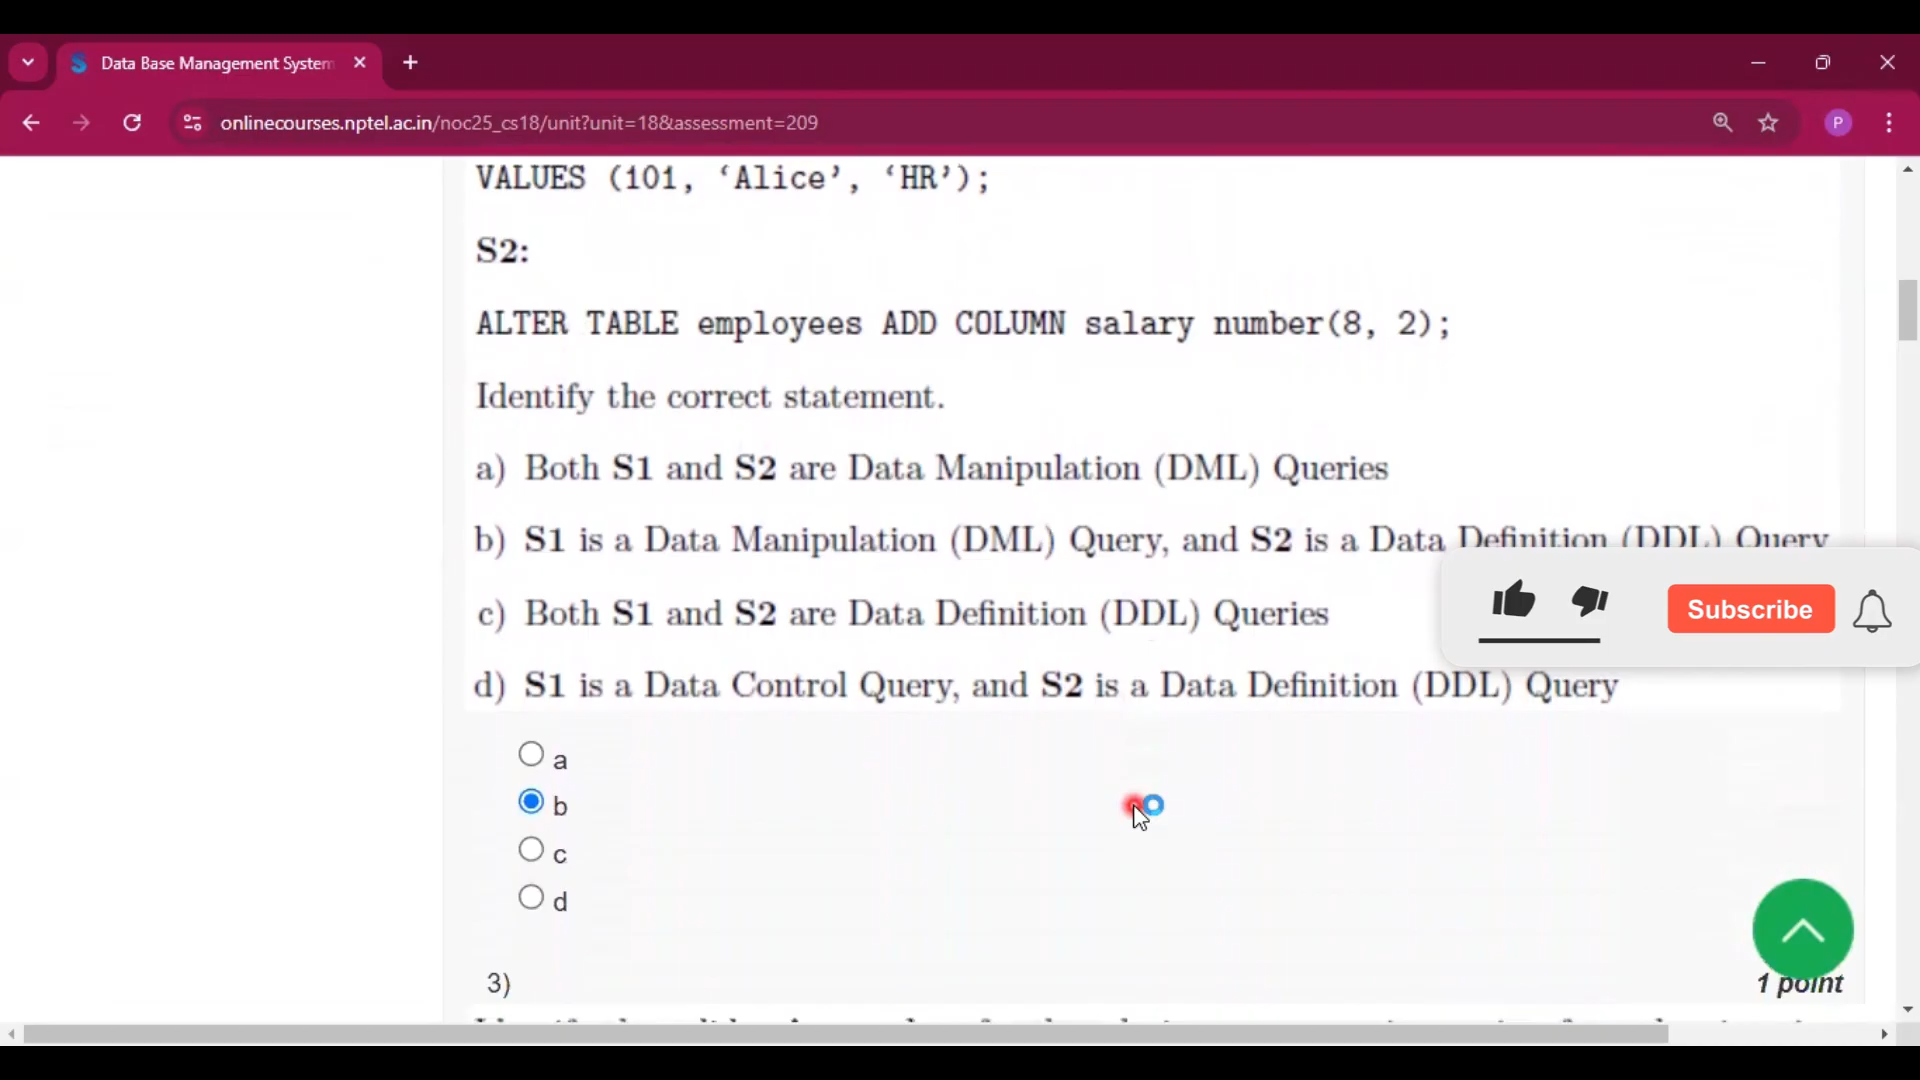 Data Base Management System
onlinecourses.nptel.ac.in/noc25_cs18/unit?unit=18&assessment=209
P
VALUES (101, ‘Alice’, ‘HR’);
S2:
ALTER TABLE employees ADD COLUMN salary number(8, 2);
Identify the correct statement.
a) Both S1 and S2 are Data Manipulation (DML) Queries
b) S1 is a Data Manipulation (DML) Query, and S2 is a Data Definition (DDL) Query
c) Both S1 and S2 are Data Definition (DDL) Queries
Subscribe
d) S1 is a Data Control Query, and S2 is a Data Definition (DDL) Query
a
b
c
d
3)
1 point